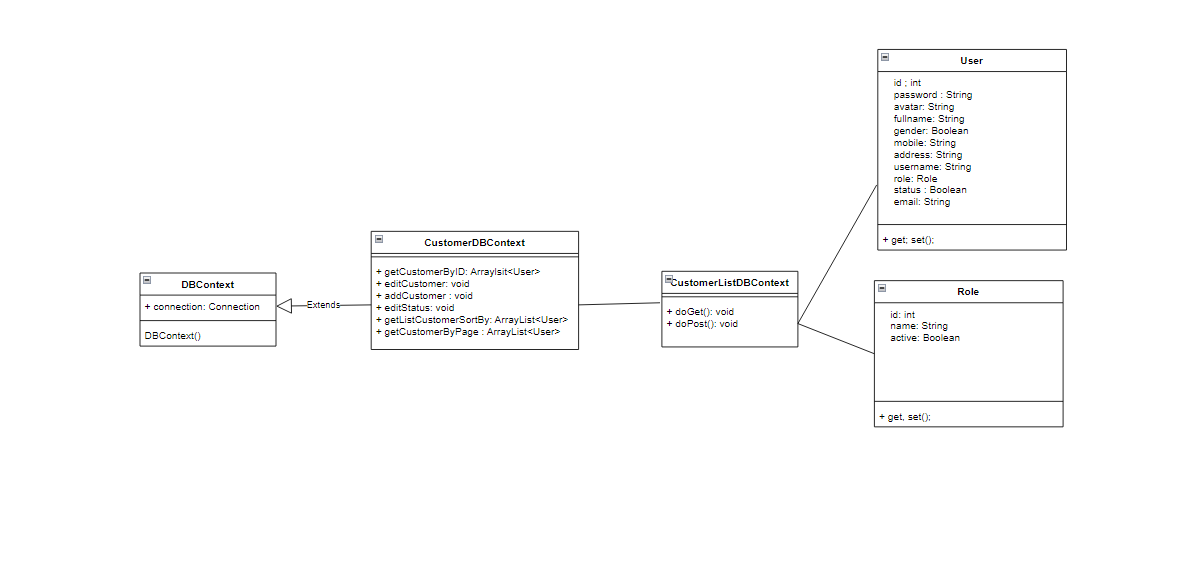 DBContext
+ connection: Connection
DBContext()
Extends
CustomerDBContext
+ getCustomerByID: Arraylsit<User>
+ editCustomer: void
+ addCustomer : void
+ editStatus: void
+ getListCustomerSortBy: ArrayList<User>
+ getCustomerByPage : ArrayList<User>
CustomerListDBContext
+ doGet(): void
+ doPost(): void
User
id ; int
password : String
avatar: String
fullname: String
gender: Boolean
mobile: String
address: String
username: String
role: Role
status : Boolean
email: String
+ get; set();
Role
id: int
name: String
active: Boolean
+ get, set();